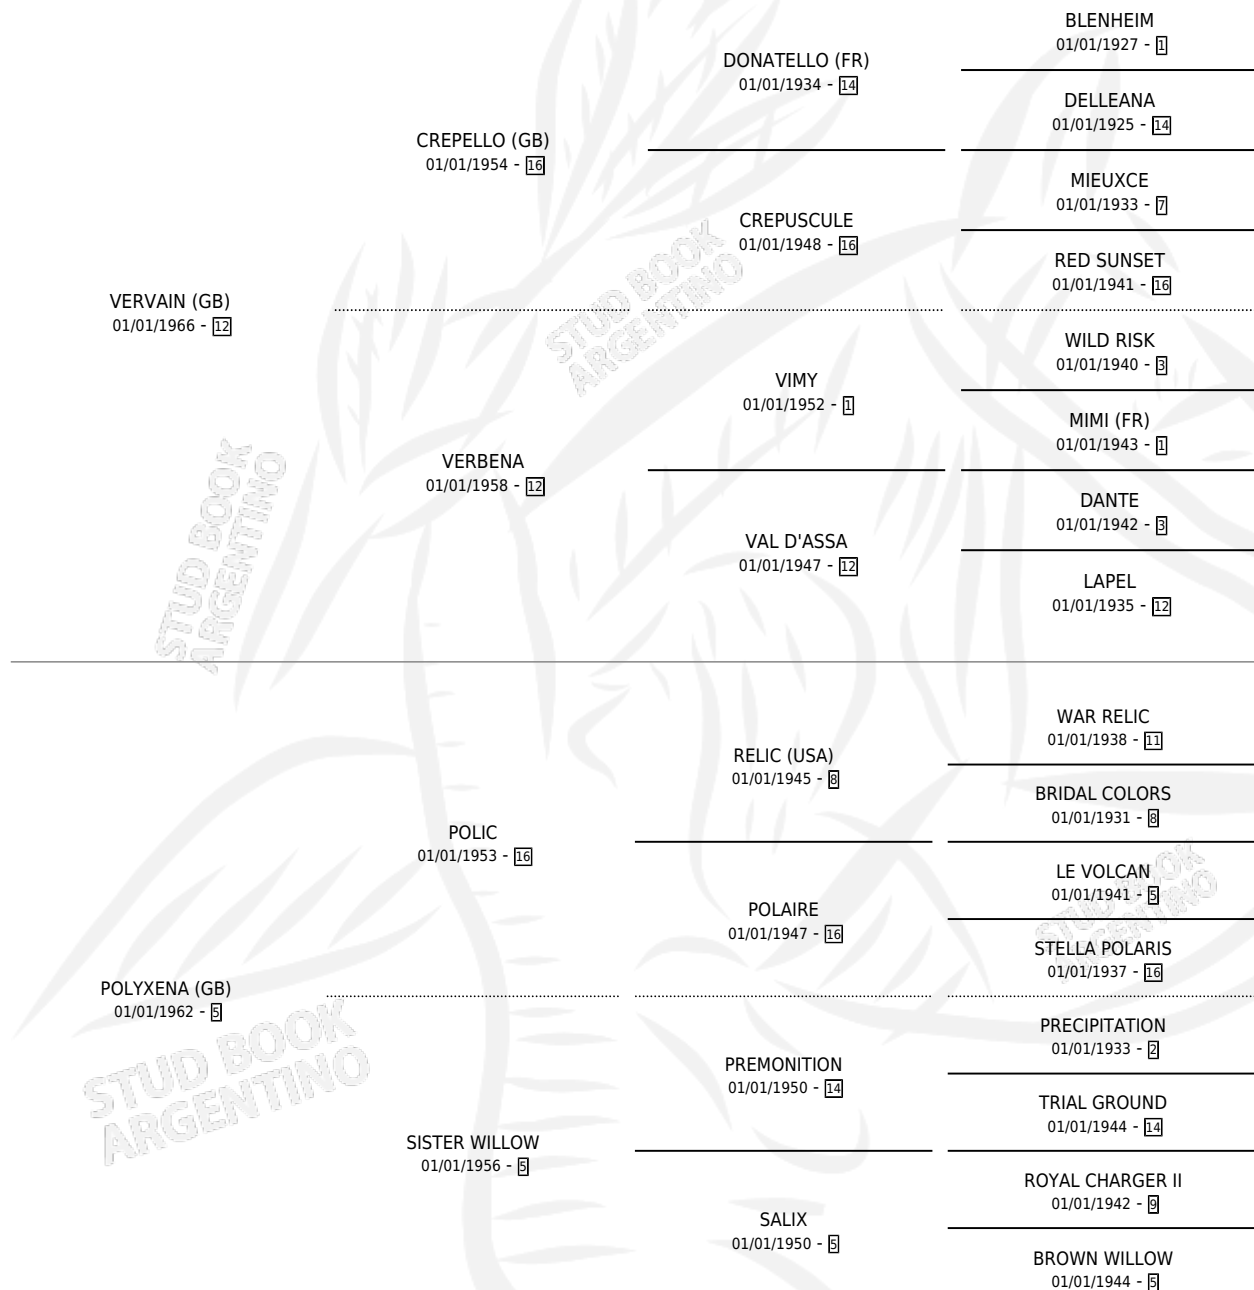 BLENHEIM
01/01/1927 - 1
DONATELLO (FR)
01/01/1934 - 14
DELLEANA
01/01/1925 - 14
CREPELLO (GB)
01/01/1954 - 16
MIEUXCE
01/01/1933 - 7
CREPUSCULE
01/01/1948 - 16
RED SUNSET
01/01/1941 - 16
VERVAIN (GB)
01/01/1966 - 12
STUD BOOK
ARGENTINO
WILD RISK
01/01/1940 - 3
VIMY
01/01/1952 - 1
MIMI (FR)
01/01/1943 - 1
VERBENA
01/01/1958 - 12
DANTE
01/01/1942 - 3
VAL D'ASSA
01/01/1947 - 12
LAPEL
01/01/1935 - 12
STUD BOOK
ARGENTINO
WAR RELIC
01/01/1938 - 11
RELIC (USA)
01/01/1945 - 8
BRIDAL COLORS
01/01/1931 - 8
POLIC
01/01/1953 - 16
LE VOLCAN
01/01/1941 - 5
POLAIRE
01/01/1947 - 16
STELLA POLARIS
01/01/1937 - 16
STUD BOOK
ARGENTINO
POLYXENA (GB)
01/01/1962 - 5
PRECIPITATION
01/01/1933 - 2
PREMONITION
01/01/1950 - 14
TRIAL GROUND
01/01/1944 - 14
STUD BOOK
ARGENTINO
SISTER WILLOW
01/01/1956 - 5
ROYAL CHARGER II
01/01/1942 - 9
SALIX
01/01/1950 - 5
BROWN WILLOW
01/01/1944 - 5